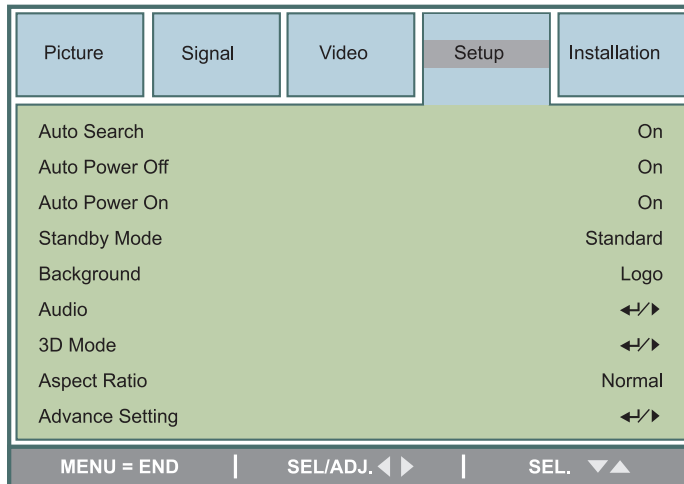 Picture Signal Video Setup Installation
Auto Search On
Auto Power Off On
Auto Power On On
Standby Mode Standard
Background Logo
Audio
3D Mode
Aspect Ratio Normal
Advance Setting
MENU = END | SEL/ADJ. | SEL.